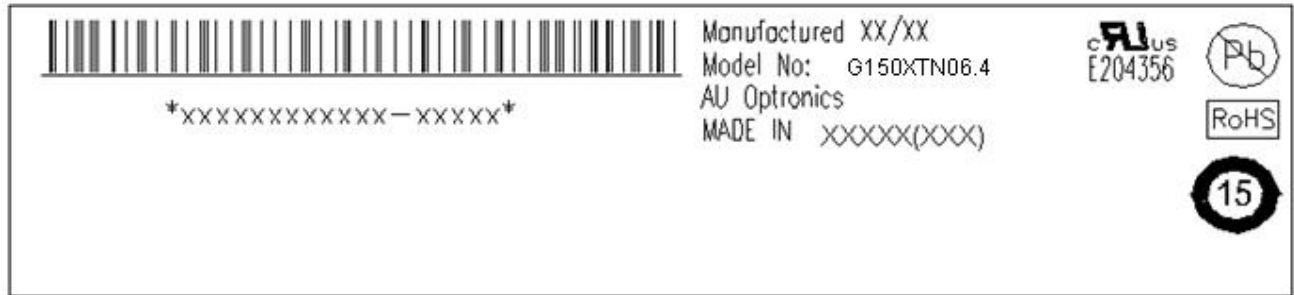 Manufactured XX/XX
Model No: G150XTN06.4
AU Optronics
MADE IN XXXXX(XXX)
*XXXXXXXXXXXX-XXXXX*
c RU us
E204356
Pb
RoHS
15